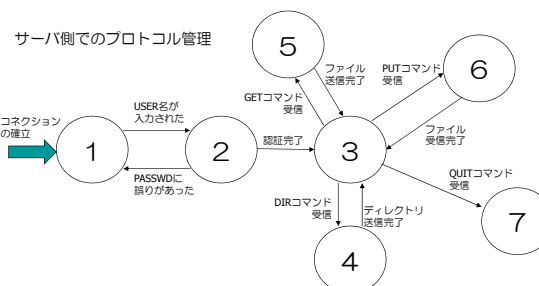 サーバ側でのプロトコル管理
コネクション
の確立
1
USER名が
入力された
PASSWDに
誤りがあった
2
認証完了
3
GETコマンド
受信
ファイル
送信完了
5
PUTコマンド
受信
ファイル
受信完了
6
DIRコマンド
受信
ディレクトリ
送信完了
4
QUITコマンド
受信
7